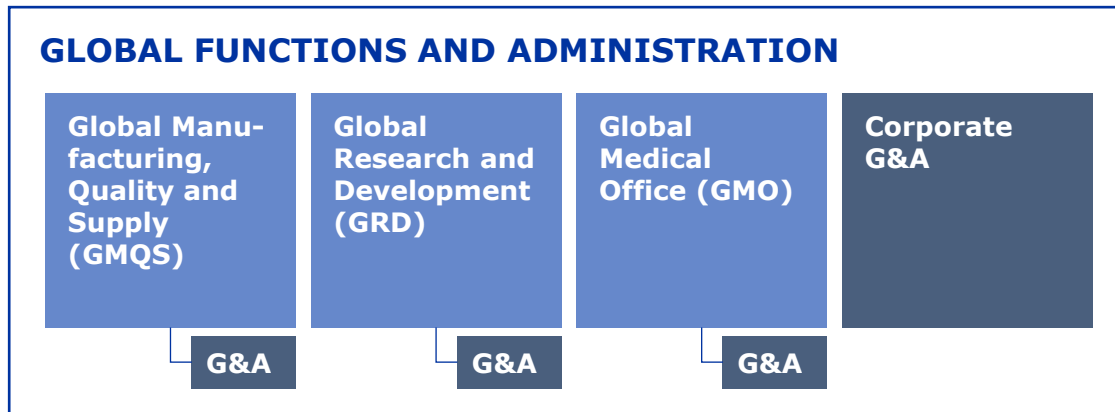 GLOBAL FUNCTIONS AND ADMINISTRATION
Global Manu-
facturing,
Quality and
Supply
(GMQS)
Global
Research and
Development
(GRD)
Global
Medical
Office (GMO)
Corporate
G&A
G&A
G&A
G&A